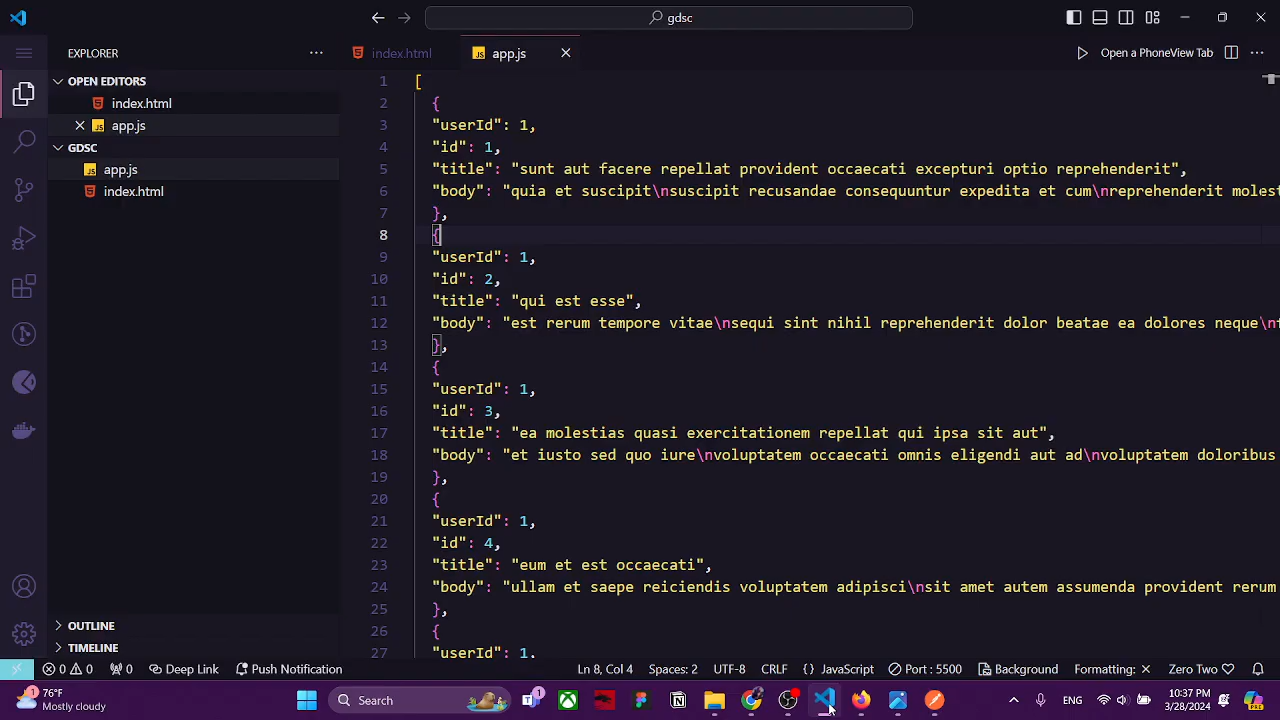 gdsc
EXPLORER
index.html
app.js
Open a PhoneView Tab
OPEN EDITORS
index.html
app.js
GDSC
app.js
index.html
1 [
2 {
3 "userId": 1,
4 "id": 1,
5 "title": "sunt aut facere repellat provident occaecati excepturi optio reprehenderit",
6 "body": "quia et suscipit\nsuscipit recusandae consequuntur expedita et cum\nreprehenderit molest
7 },
8 {
9 "userId": 1,
10 "id": 2,
11 "title": "qui est esse",
12 "body": "est rerum tempore vitae\nsequi sint nihil reprehenderit dolor beatae ea dolores neque\nf
13 },
14 {
15 "userId": 1,
16 "id": 3,
17 "title": "ea molestias quasi exercitationem repellat qui ipsa sit aut",
18 "body": "et iusto sed quo iure\nvoluptatem occaecati omnis eligendi aut ad\nvoluptatem doloribus
19 },
20 {
21 "userId": 1,
22 "id": 4,
23 "title": "eum et est occaecati",
24 "body": "ullam et saepe reiciendis voluptatem adipisci\nsit amet autem assumenda provident rerum
25 },
26 {
27 "userId": 1,
OUTLINE
TIMELINE
0 0 0 Deep Link Push Notification Ln 8, Col 4 Spaces: 2 UTF-8 CRLF {} JavaScript Port : 5500 Background Formatting: × Zero Two
76°F
Mostly cloudy
Search
1
ENG
10:37 PM
3/28/2024